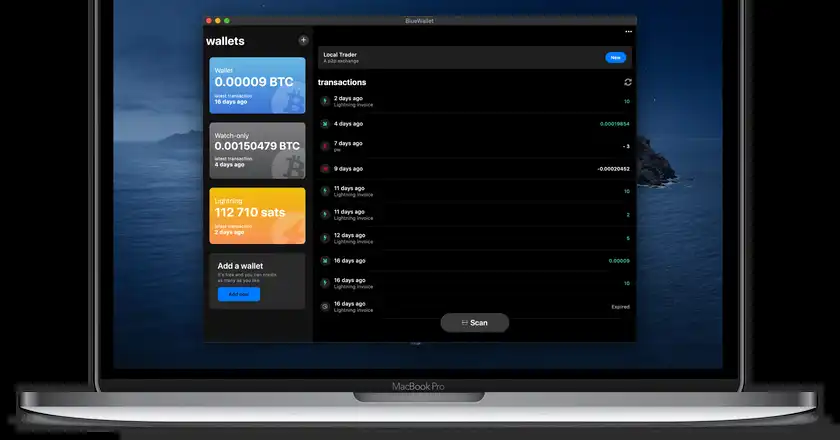 BlueWallet
wallets
+
Wallet
0.00009 BTC
latest transaction
16 days ago
Watch-only
0.00150479 BTC
latest transaction
4 days ago
Lightning
112 710 sats
latest transaction
2 days ago
Add a wallet
It's free and you can create
as many as you like.
Add now
Local Trader
A p2p exchange
New
transactions
2 days ago
Lightning invoice
10
4 days ago
0.00019654
7 days ago
pw
- 3
9 days ago
-0.00020452
11 days ago
Lightning invoice
10
11 days ago
Lightning invoice
2
12 days ago
Lightning invoice
5
16 days ago
0.00009
16 days ago
Lightning invoice
10
16 days ago
Lightning invoice
Expired
Scan
MacBook Pro